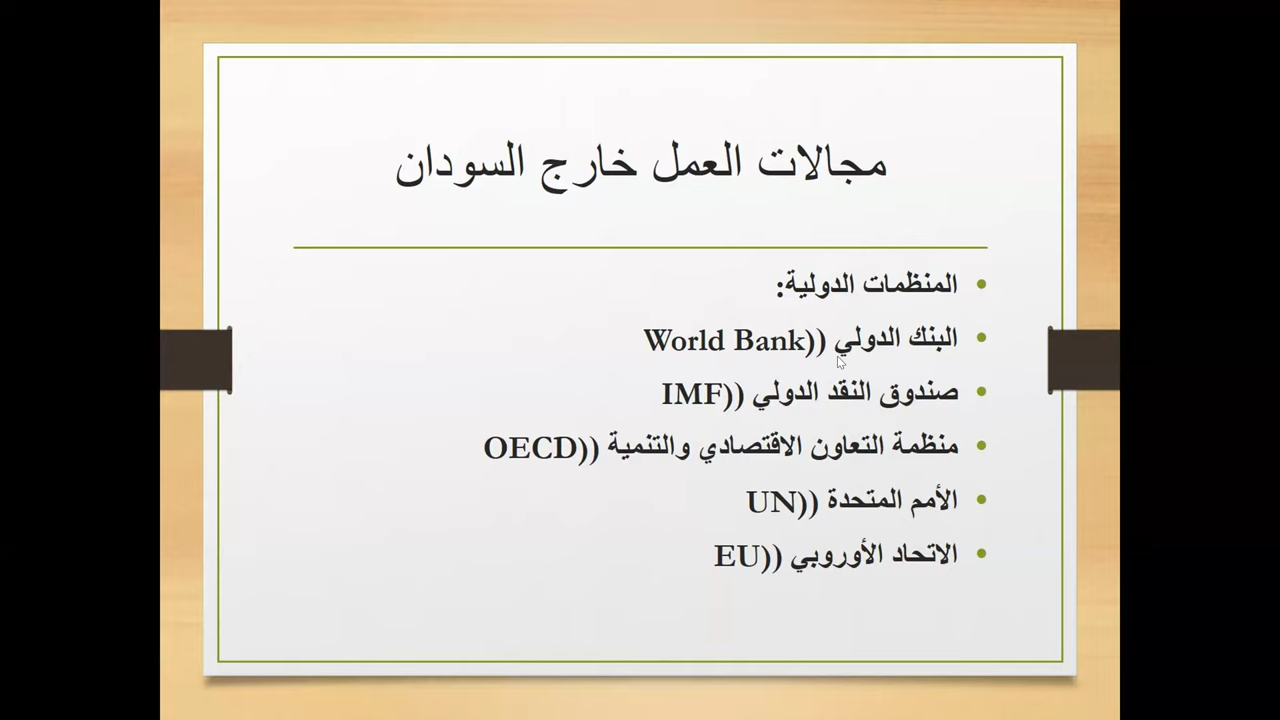 مجالات العمل خارج السودان
• المنظمات الدولية:
• البنك الدولي ((World Bank
• صندوق النقد الدولي ((IMF
• منظمة التعاون الاقتصادي والتنمية ((OECD
• الأمم المتحدة ((UN
• الاتحاد الأوروبي ((EU